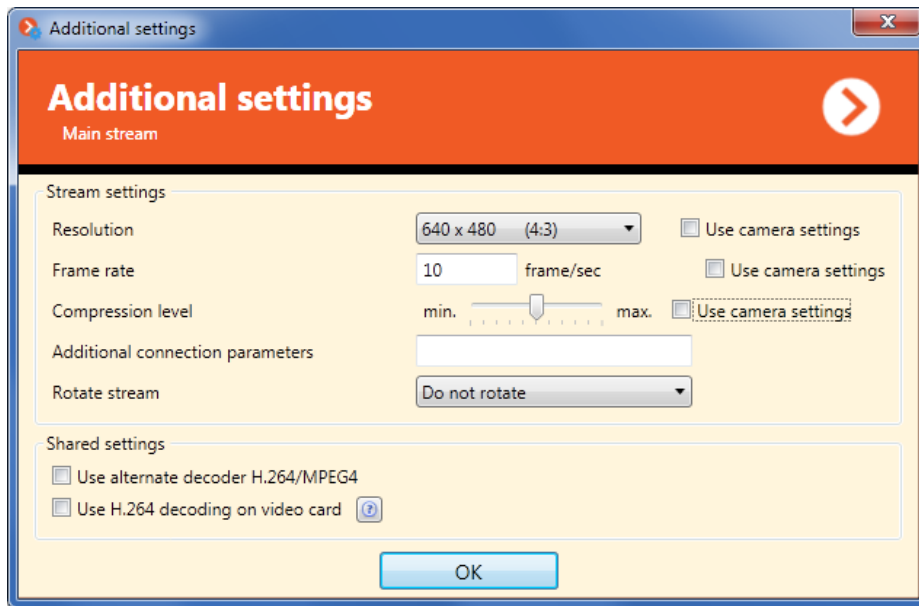 Additional settings
Additional settings
Main stream
Stream settings
Resolution 640 x 480 (4:3) Use camera settings
Frame rate 10 frame/sec Use camera settings
Compression level min. max. Use camera settings
Additional connection parameters
Rotate stream Do not rotate
Shared settings
Use alternate decoder H.264/MPEG4
Use H.264 decoding on video card ?
OK